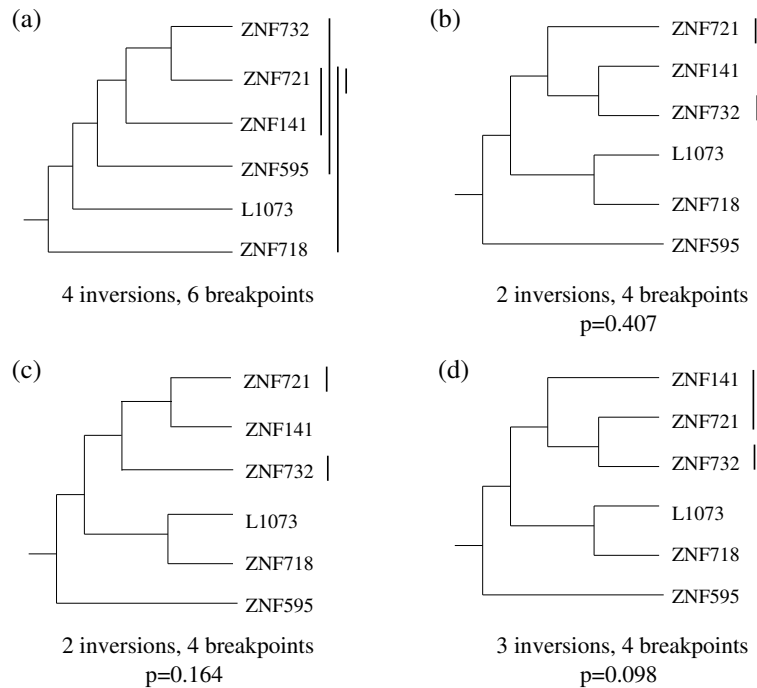 (a)
ZNF732
ZNF721
ZNF141
ZNF595
L1073
ZNF718
4 inversions, 6 breakpoints
(b)
ZNF721
ZNF141
ZNF732
L1073
ZNF718
ZNF595
2 inversions, 4 breakpoints
p=0.407
(c)
ZNF721
ZNF141
ZNF732
L1073
ZNF718
ZNF595
2 inversions, 4 breakpoints
p=0.164
(d)
ZNF141
ZNF721
ZNF732
L1073
ZNF718
ZNF595
3 inversions, 4 breakpoints
p=0.098